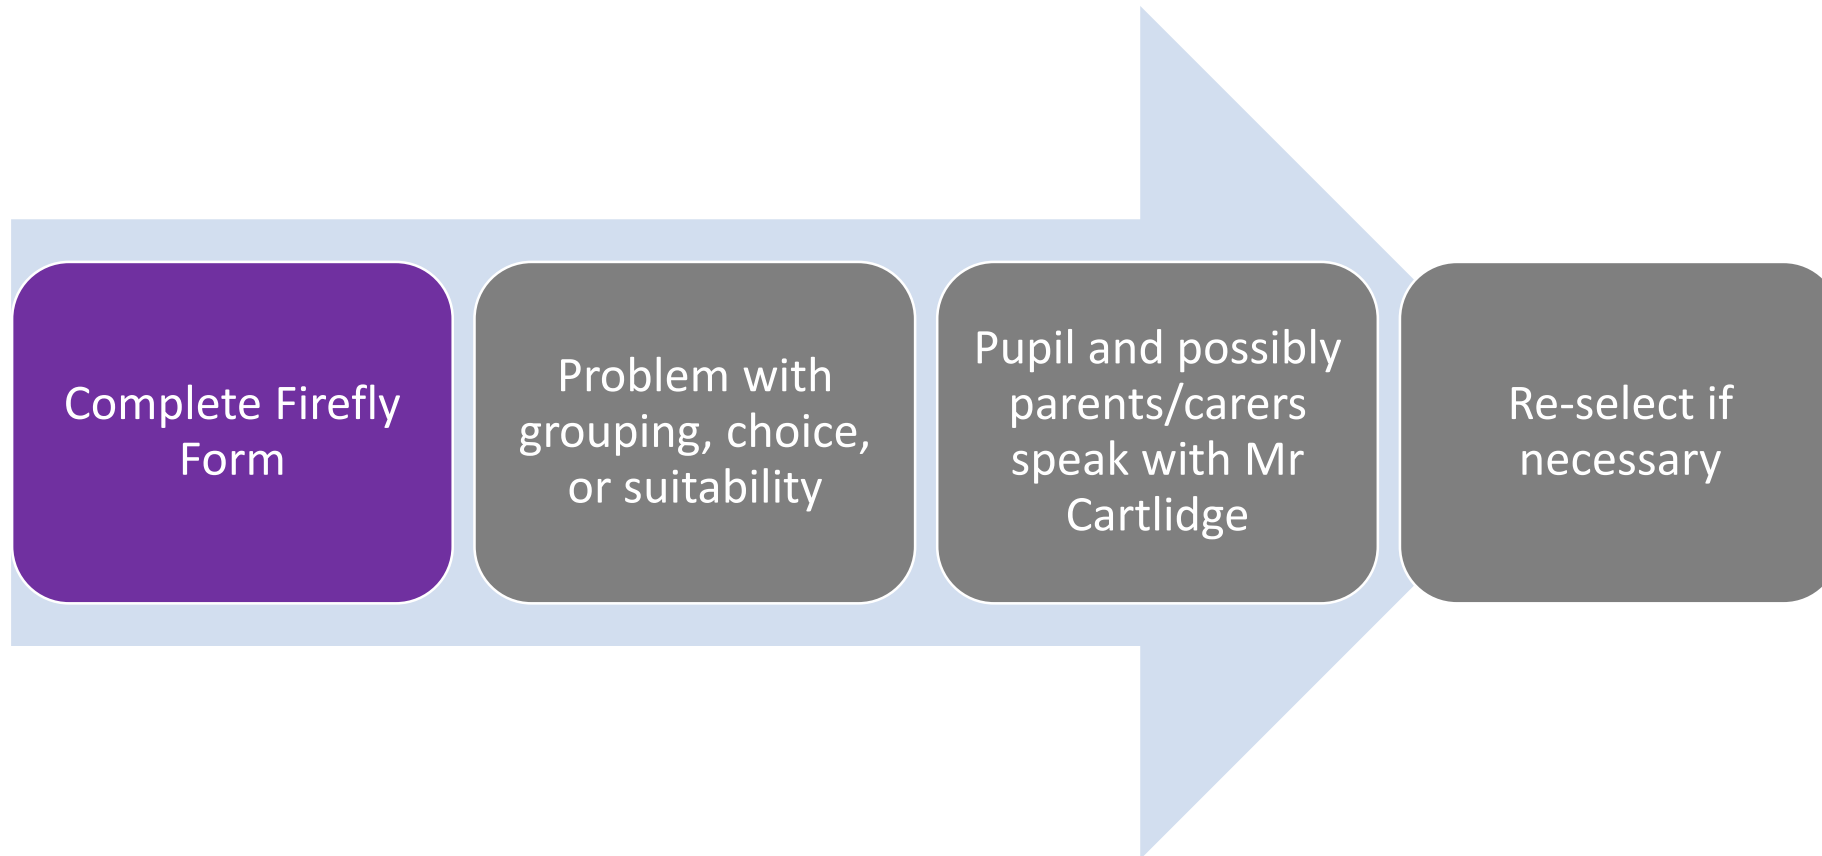 Complete Firefly
Form
Problem with
grouping, choice,
or suitability
Pupil and possibly
parents/carers
speak with Mr
Cartlidge
Re-select if
necessary